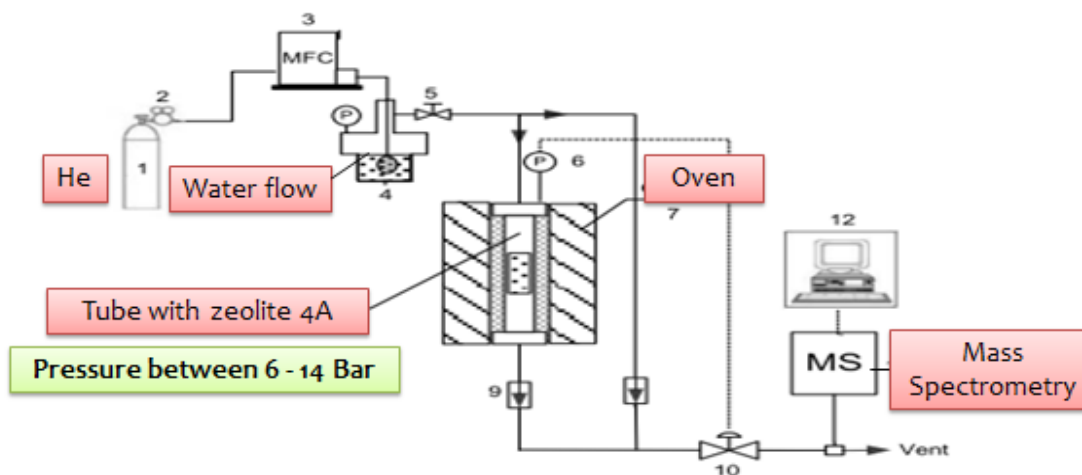 3
MFC
2
5
P
1
He
Water flow
4
P
6
Oven
7
12
Tube with zeolite 4A
Pressure between 6 - 14 Bar
9
MS
Mass
Spectrometry
Vent
10